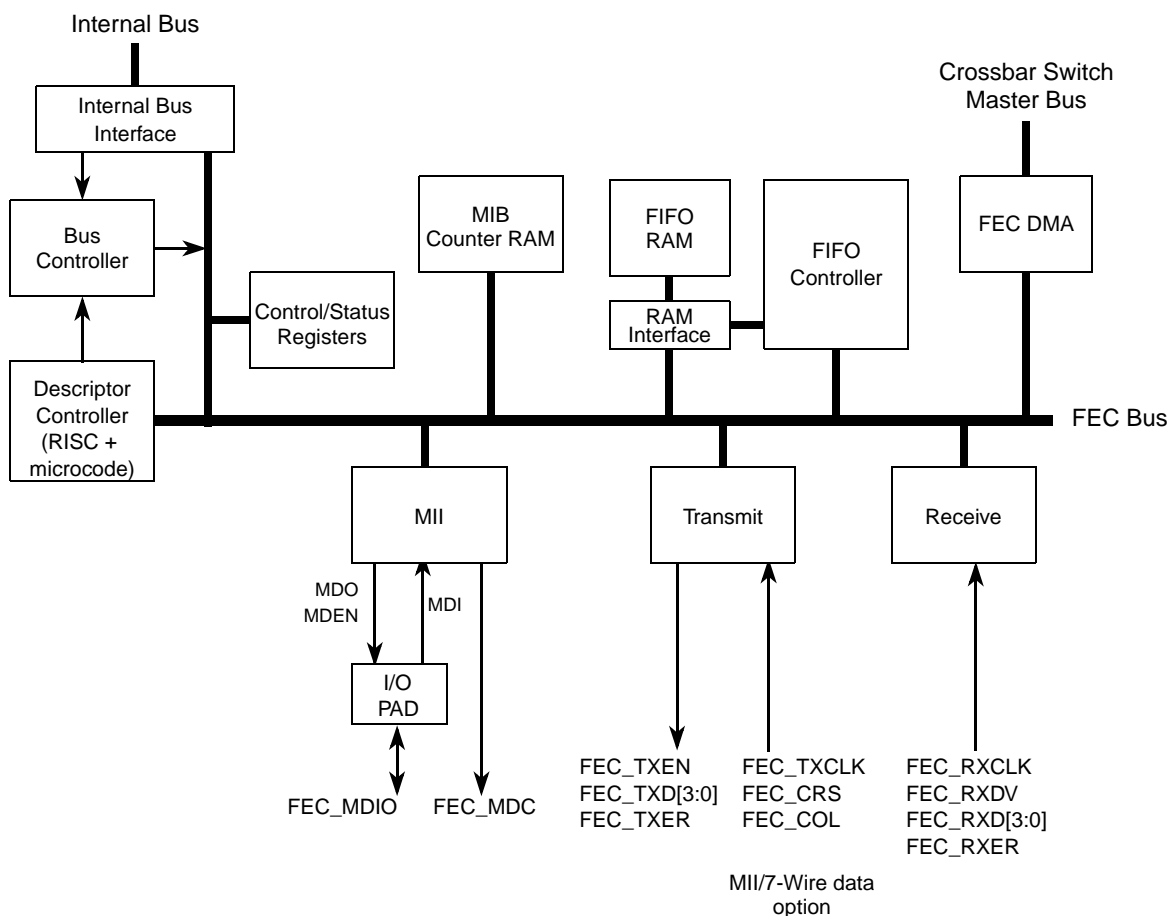 Internal Bus
Crossbar Switch
Master Bus
Internal Bus
Interface
MIB
Counter RAM
FIFO
RAM
FIFO
Controller
FEC DMA
Bus
Controller
Control/Status
Registers
RAM
Interface
Descriptor
Controller
(RISC +
microcode)
FEC Bus
MII
Transmit
Receive
MDO
MDEN
MDI
I/O
PAD
FEC_MDIO
FEC_MDC
FEC_TXEN
FEC_TXD[3:0]
FEC_TXER
FEC_TXCLK
FEC_CRS
FEC_COL
FEC_RXCLK
FEC_RXDV
FEC_RXD[3:0]
FEC_RXER
MII/7-Wire data
option